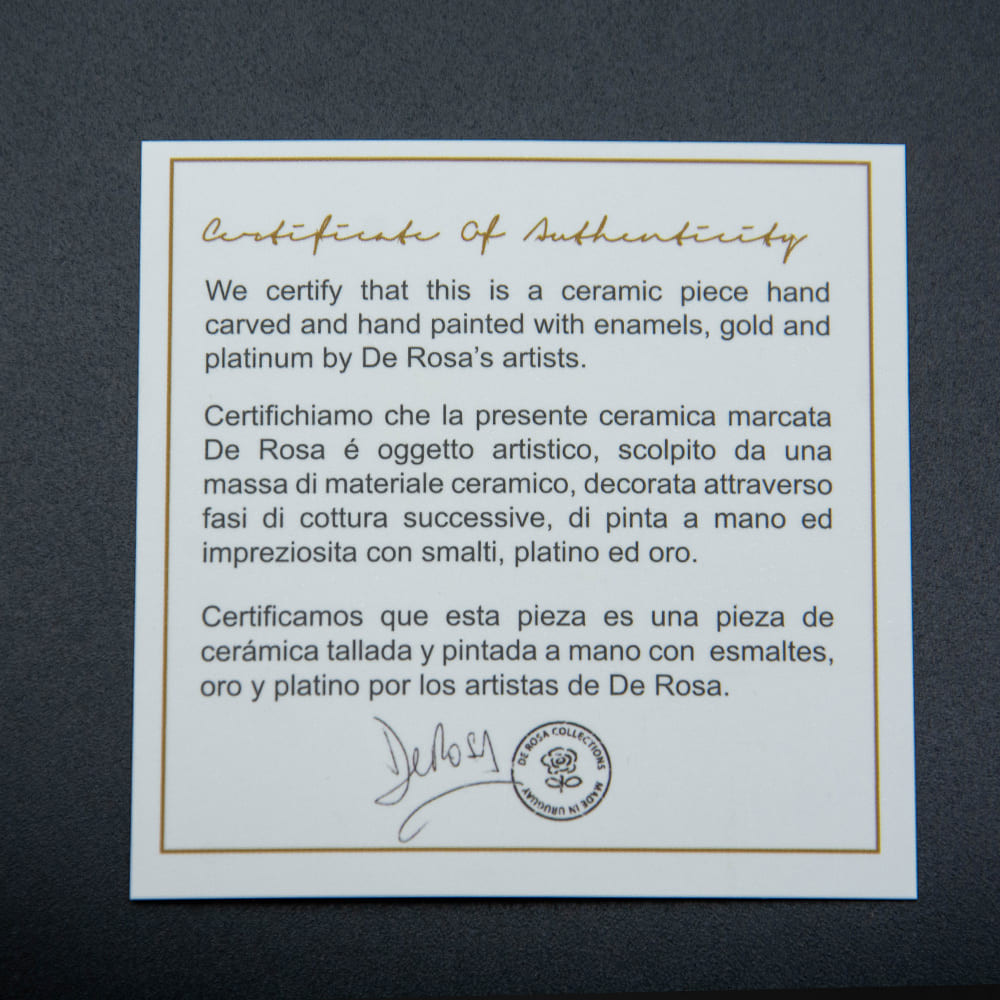 Certificate Of Authenticity
We certify that this is a ceramic piece hand
carved and hand painted with enamels, gold and
platinum by De Rosa’s artists.
Certifichiamo che la presente ceramica marcata
De Rosa é oggetto artistico, scolpito da una
massa di materiale ceramico, decorata attraverso
fasi di cottura successive, di pinta a mano ed
impreziosita con smalti, platino ed oro.
Certificamos que esta pieza es una pieza de
cerámica tallada y pintada a mano con esmaltes,
oro y platino por los artistas de De Rosa.
De Rosa
DE ROSA COLLECTIONS
MADE IN URUGUAY